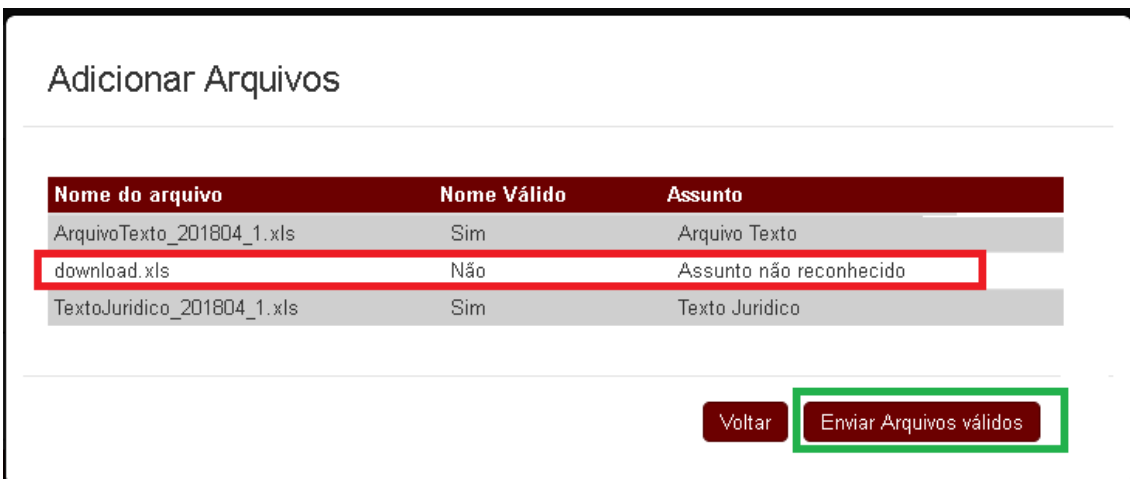 Adicionar Arquivos
Nome do arquivo Nome Válido Assunto
ArquivoTexto_201804_1.xls Sim Arquivo Texto
download.xls Não Assunto não reconhecido
TextoJuridico_201804_1.xls Sim Texto Juridico
Voltar Enviar Arquivos válidos